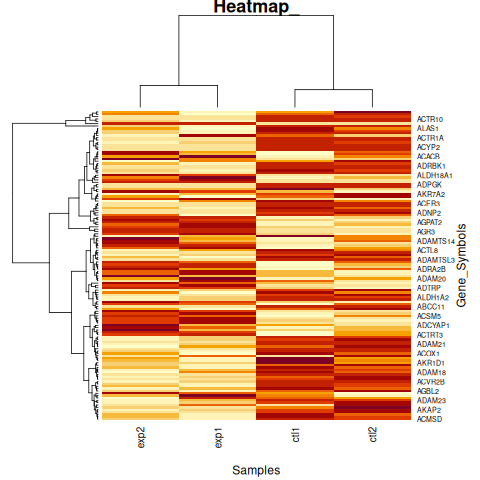 Heatmap_
ACTR10
ALAS1
ACTR1A
ACYP2
ACACB
ADRBK1
ALDH18A1
ADPGK
AKR7A2
ACER3
ADNP2
AGPAT2
AGR3
ADAMTS14
ACTL8
ADAMTSL3
ADRA2B
ADAM20
ADTRP
ALDH1A2
ABCC11
ACSM5
ADCYAP1
ACTRT3
ADAM21
ACOX1
AKR1D1
ADAM18
ACVR2B
AGBL2
ADAM23
AKAP2
ACMSD
Gene_Symbols
exp2
exp1
ctl1
ctl2
Samples